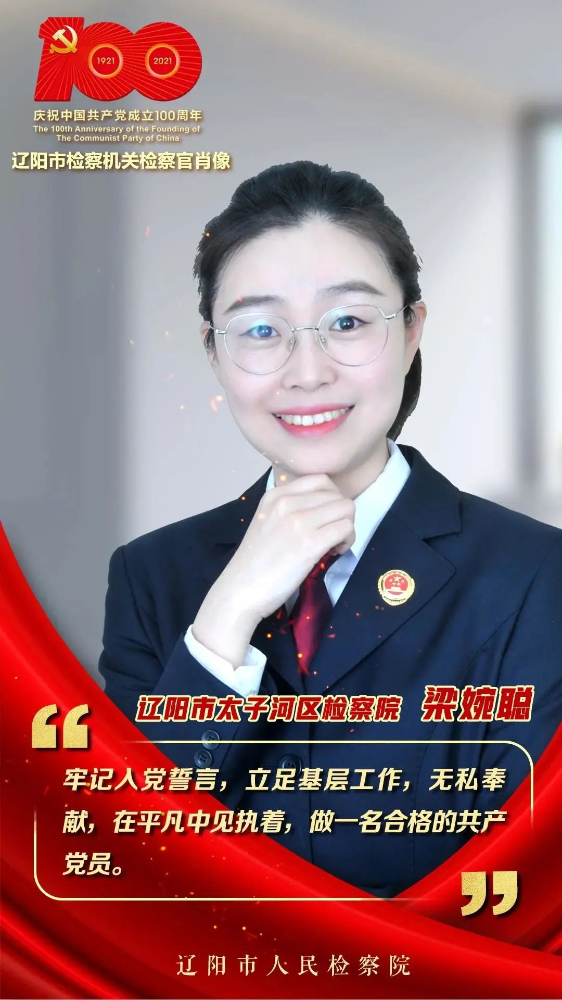 1921
2021
庆祝中国共产党成立100周年
The 100th Anniversary of the Founding of
The Communist Party of China
辽阳市检察机关检察官肖像
辽阳市太子河区检察院 梁婉聪
牢记入党誓言，立足基层工作，无私奉
献，在平凡中见执着，做一名合格的共产
党员。
辽阳市人民检察院